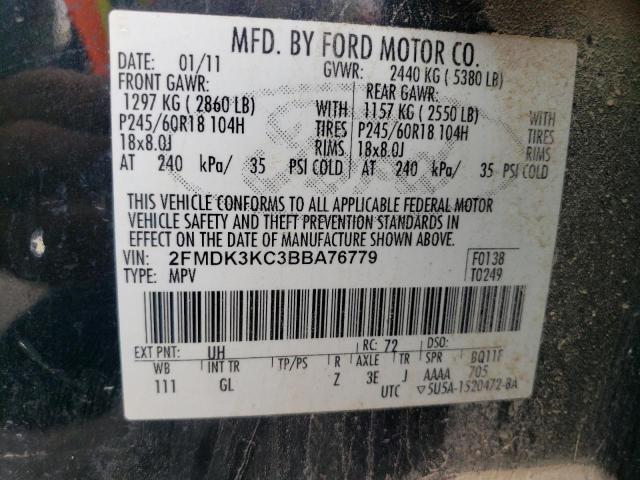 MFD. BY FORD MOTOR CO.
DATE: 01/11 GVWR: 2440 KG ( 5380 LB)
FRONT GAWR: REAR GAWR:
1297 KG ( 2860 LB) WITH 1157 KG ( 2550 LB) WITH
P245/60R18 104H TIRES P245/60R18 104H TIRES
18x8.0J RIMS 18x8.0J RIMS
AT 240 kPa/ 35 PSI COLD AT 240 kPa/ 35 PSI COLD
THIS VEHICLE CONFORMS TO ALL APPLICABLE FEDERAL MOTOR
VEHICLE SAFETY AND THEFT PREVENTION STANDARDS IN
EFFECT ON THE DATE OF MANUFACTURE SHOWN ABOVE.
VIN: 2FMDK3KC3BBA76779 F0138
TYPE: MPV T0249
EXT PNT: UH RC: 72 DSO:
WB INT TR TP/PS R AXLE TR SPR BQ11F
111 GL Z 3E J AAAA 705
UTC ▽5U5A-1520472-BA